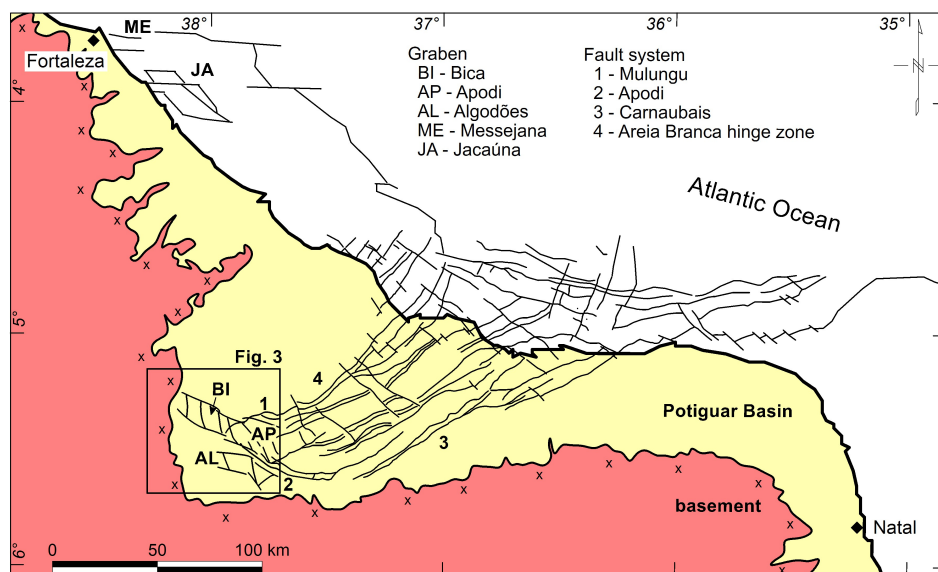 38°
37°
36°
35°
ME
Fortaleza
JA
Graben
BI - Bica
AP - Apodi
AL - Algodões
ME - Messejana
JA - Jacaúna
Fault system
1 - Mulungu
2 - Apodi
3 - Carnaubais
4 - Areia Branca hinge zone
N
4°
x
x
x
x
x
Atlantic Ocean
x
x
x
5°
x
Fig. 3
x
BI
4
1
Potiguar Basin
x
AP
3
AL
x
2
x
x
x
x
x
x
x
x
x
basement
x
Natal
6°
0
50
100 km
x